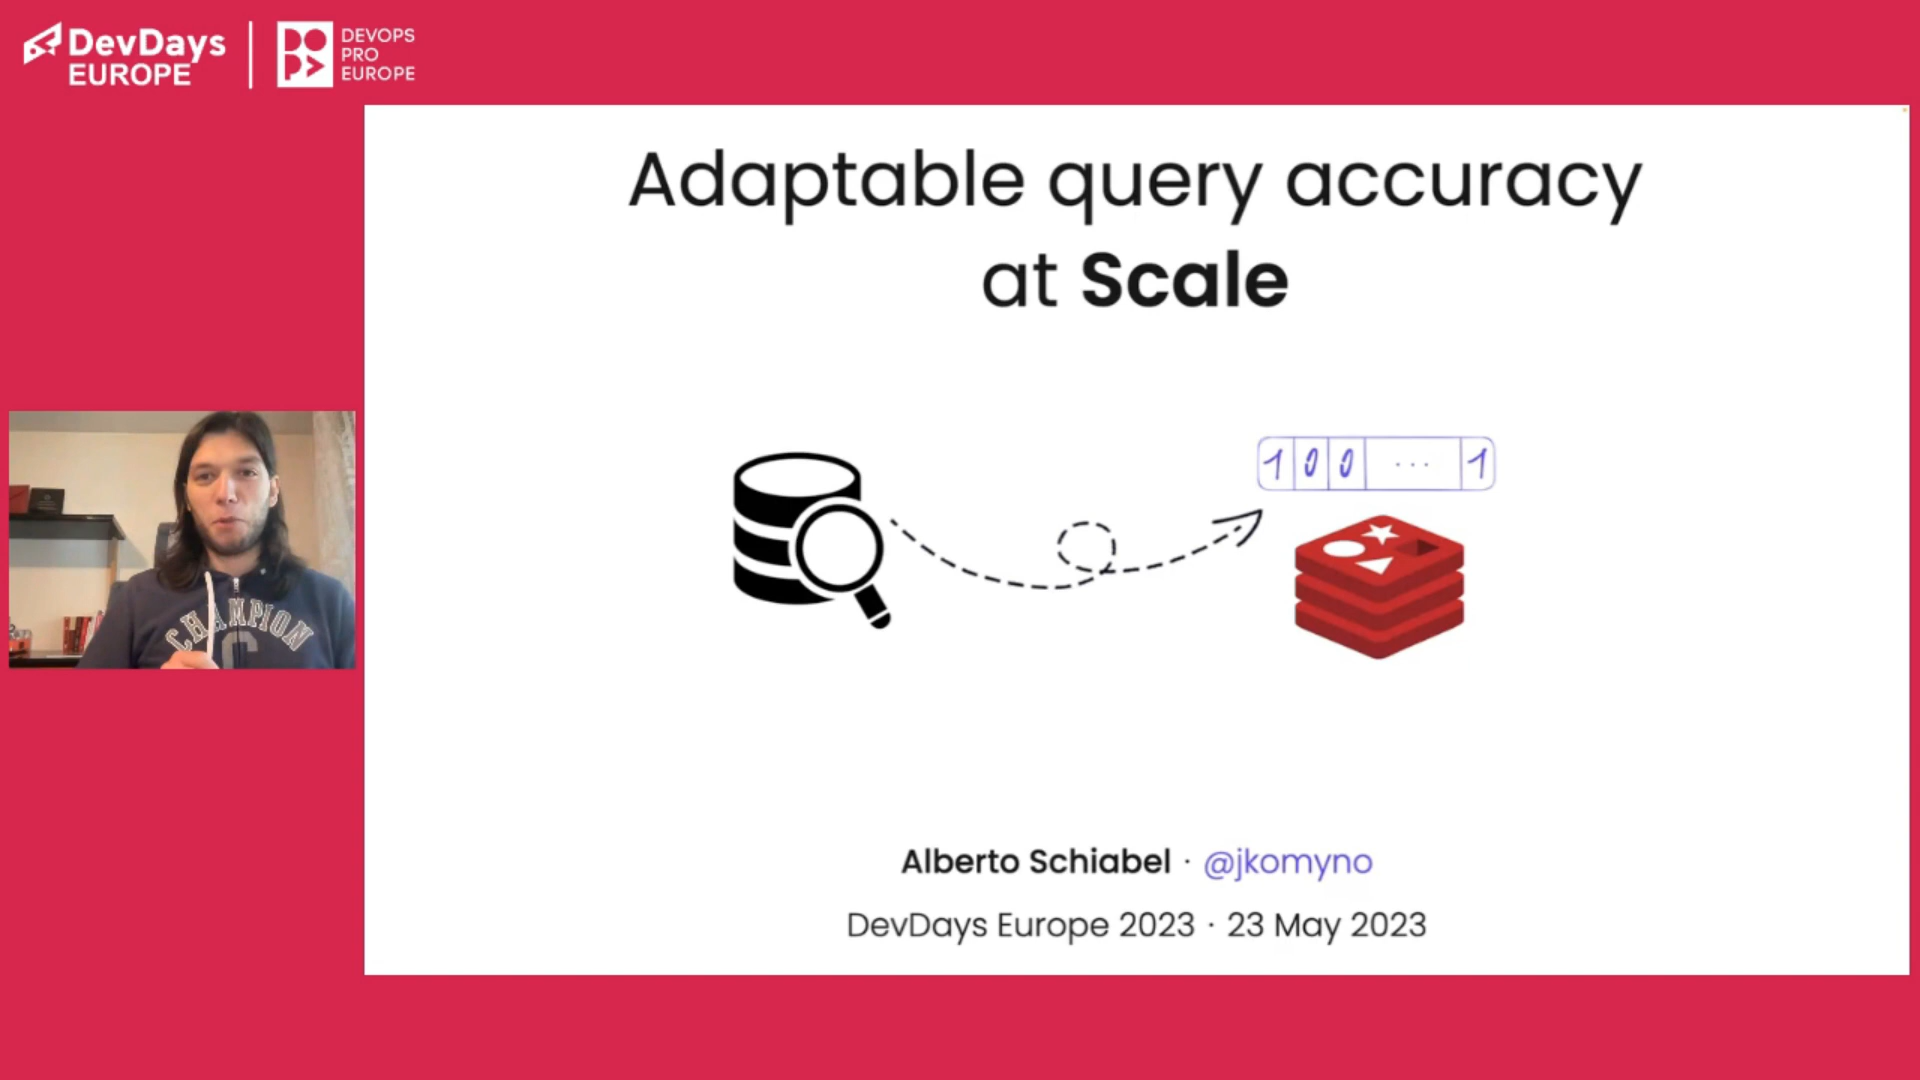 DevDays
EUROPE
DEVOPS
PRO
EUROPE
Adaptable query accuracy
at Scale
1 0 0 ... 1
CHAMPION
C
Alberto Schiabel · @jkomyno
DevDays Europe 2023 · 23 May 2023